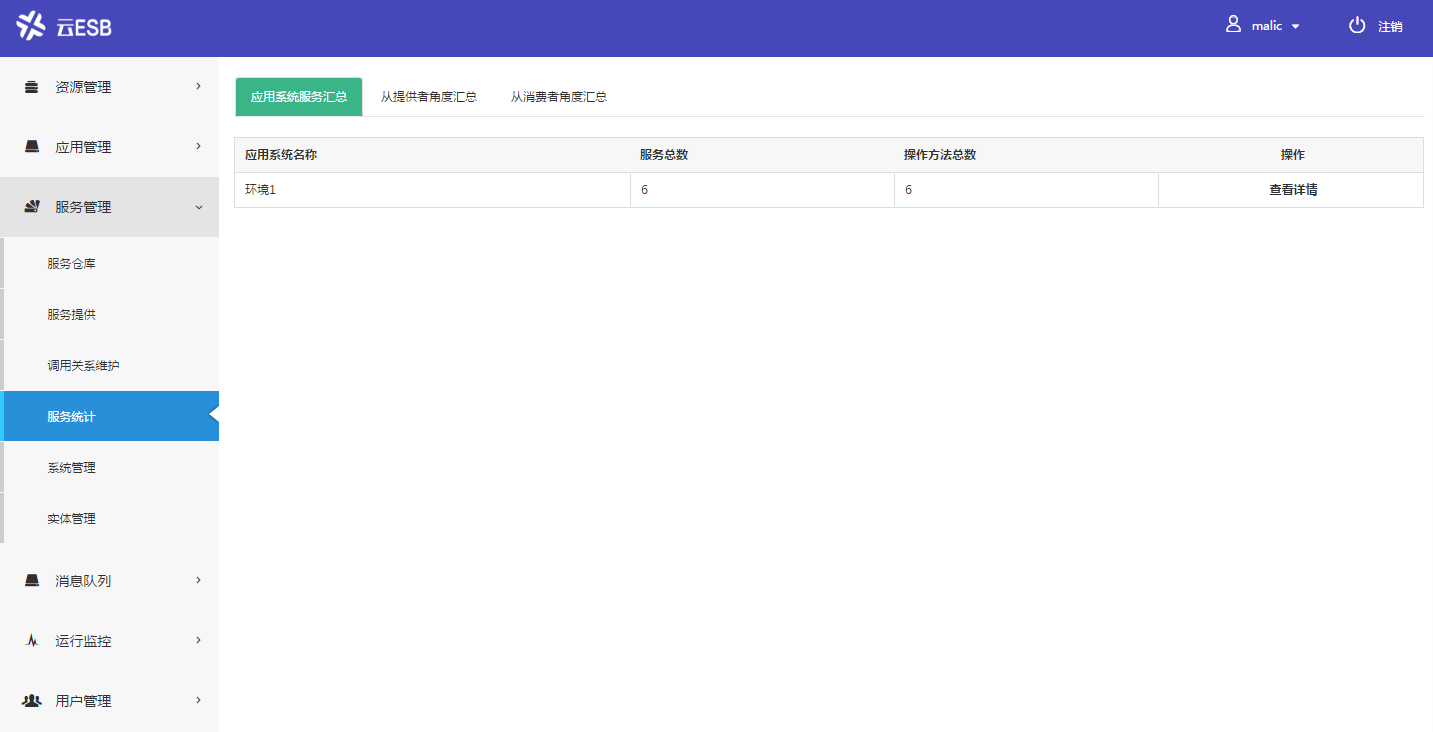 云ESB
malic
注销
资源管理
应用管理
服务管理
服务仓库
服务提供
调用关系维护
服务统计
系统管理
实体管理
消息队列
运行监控
用户管理
应用系统服务汇总 从提供者角度汇总 从消费者角度汇总
应用系统名称 服务总数 操作方法总数 操作
环境1 6 6 查看详情